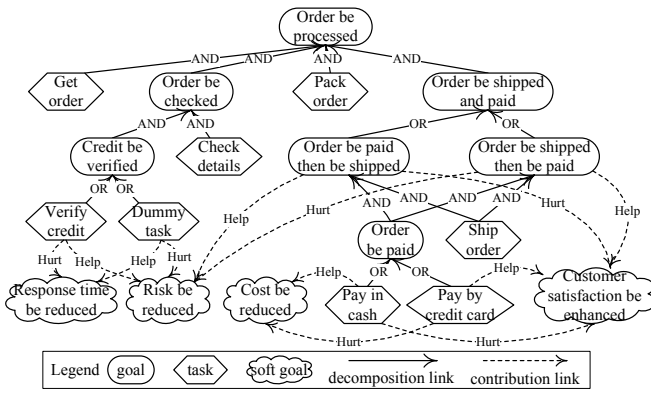 Order be
processed
AND
AND
AND
AND
Get
order
Order be
checked
Pack
order
Order be shipped
and paid
AND
AND
OR
OR
Credit be
verified
Check
details
Order be paid
then be shipped
Order be shipped
then be paid
OR
OR
AND
AND
AND
AND
Verify
credit
Dummy
task
Help
Hurt
Order
be paid
Ship
order
Hurt
Help
Hurt
Help
Help
Hurt
OR
OR
Help
Help
Response time
be reduced
Risk be
reduced
Cost be
reduced
Pay in
cash
Pay by
credit card
Customer
satisfaction be
enhanced
Hurt
Hurt
Legend
goal
task
soft goal
decomposition link
contribution link